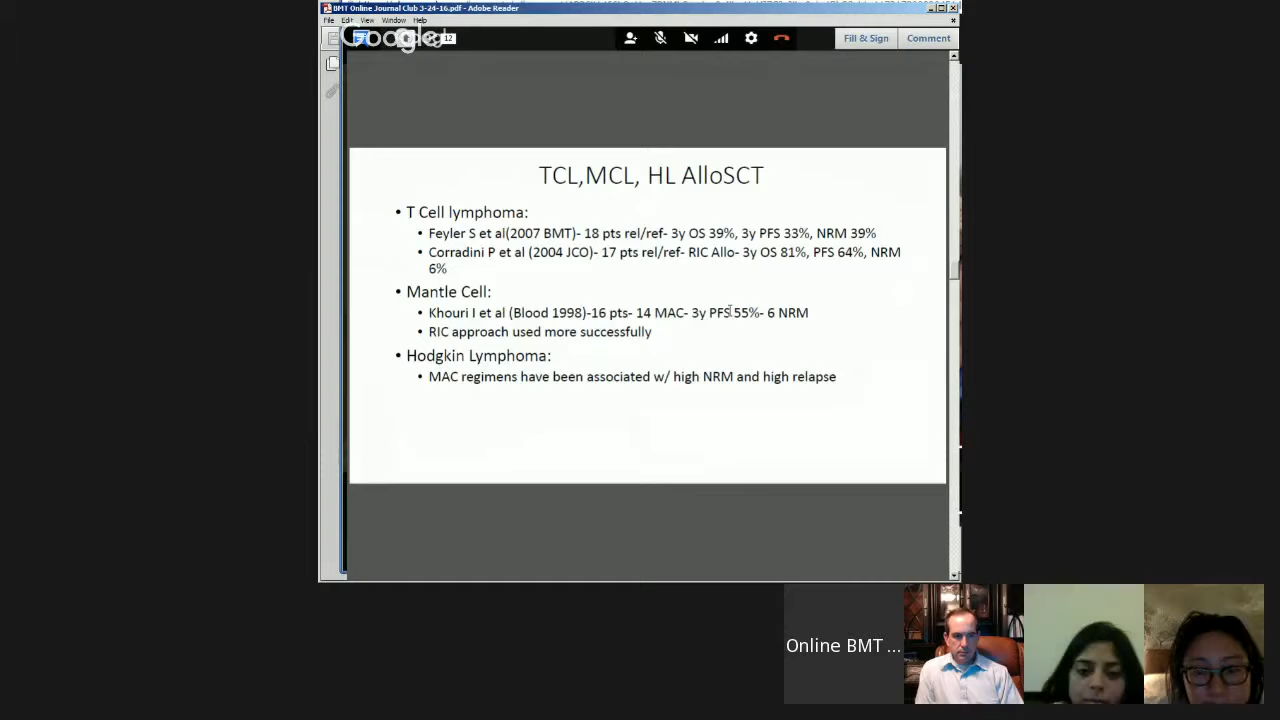 BMT Online Journal Club 3-24-16.pdf - Adobe Reader
File Edit View Window Help
Google
12
Fill & Sign
Comment
TCL,MCL, HL AlloSCT
• T Cell lymphoma:
• Feyler S et al(2007 BMT)- 18 pts rel/ref- 3y OS 39%, 3y PFS 33%, NRM 39%
• Corradini P et al (2004 JCO)- 17 pts rel/ref- RIC Allo- 3y OS 81%, PFS 64%, NRM
6%
• Mantle Cell:
• Khouri I et al (Blood 1998)-16 pts- 14 MAC- 3y PFS 55%- 6 NRM
• RIC approach used more successfully
• Hodgkin Lymphoma:
• MAC regimens have been associated w/ high NRM and high relapse
Online BMT ...